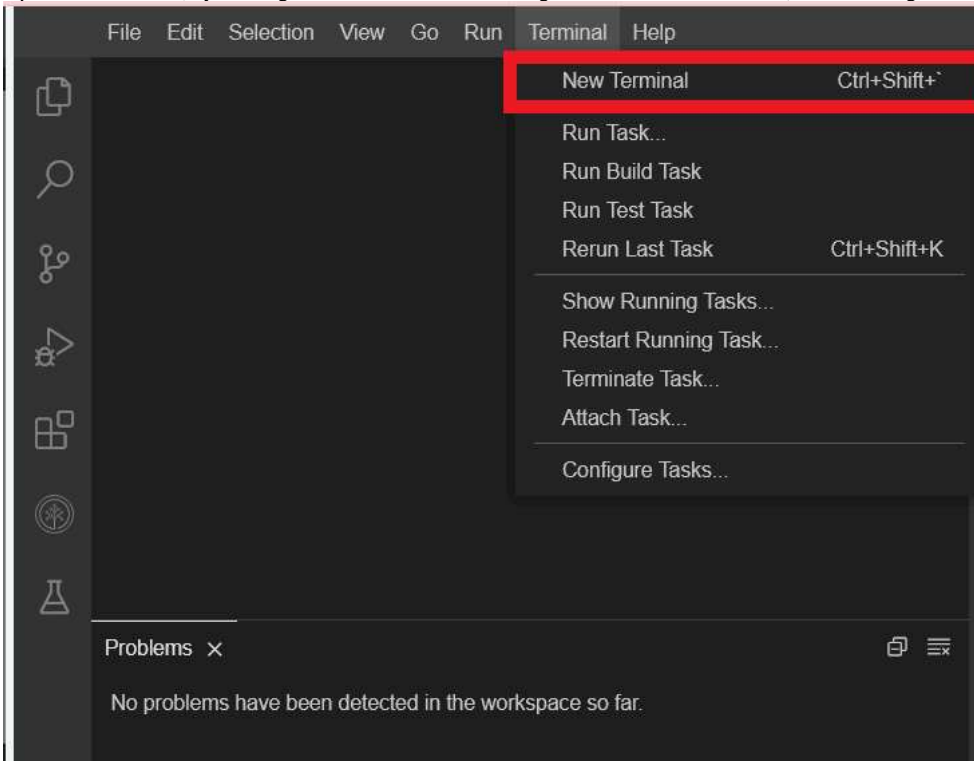 File Edit Selection View Go Run Terminal Help
New Terminal Ctrl+Shift+`
Run Task...
Run Build Task
Run Test Task
Rerun Last Task Ctrl+Shift+K
Show Running Tasks...
Restart Running Task...
Terminate Task...
Attach Task...
Configure Tasks...
Problems
No problems have been detected in the workspace so far.